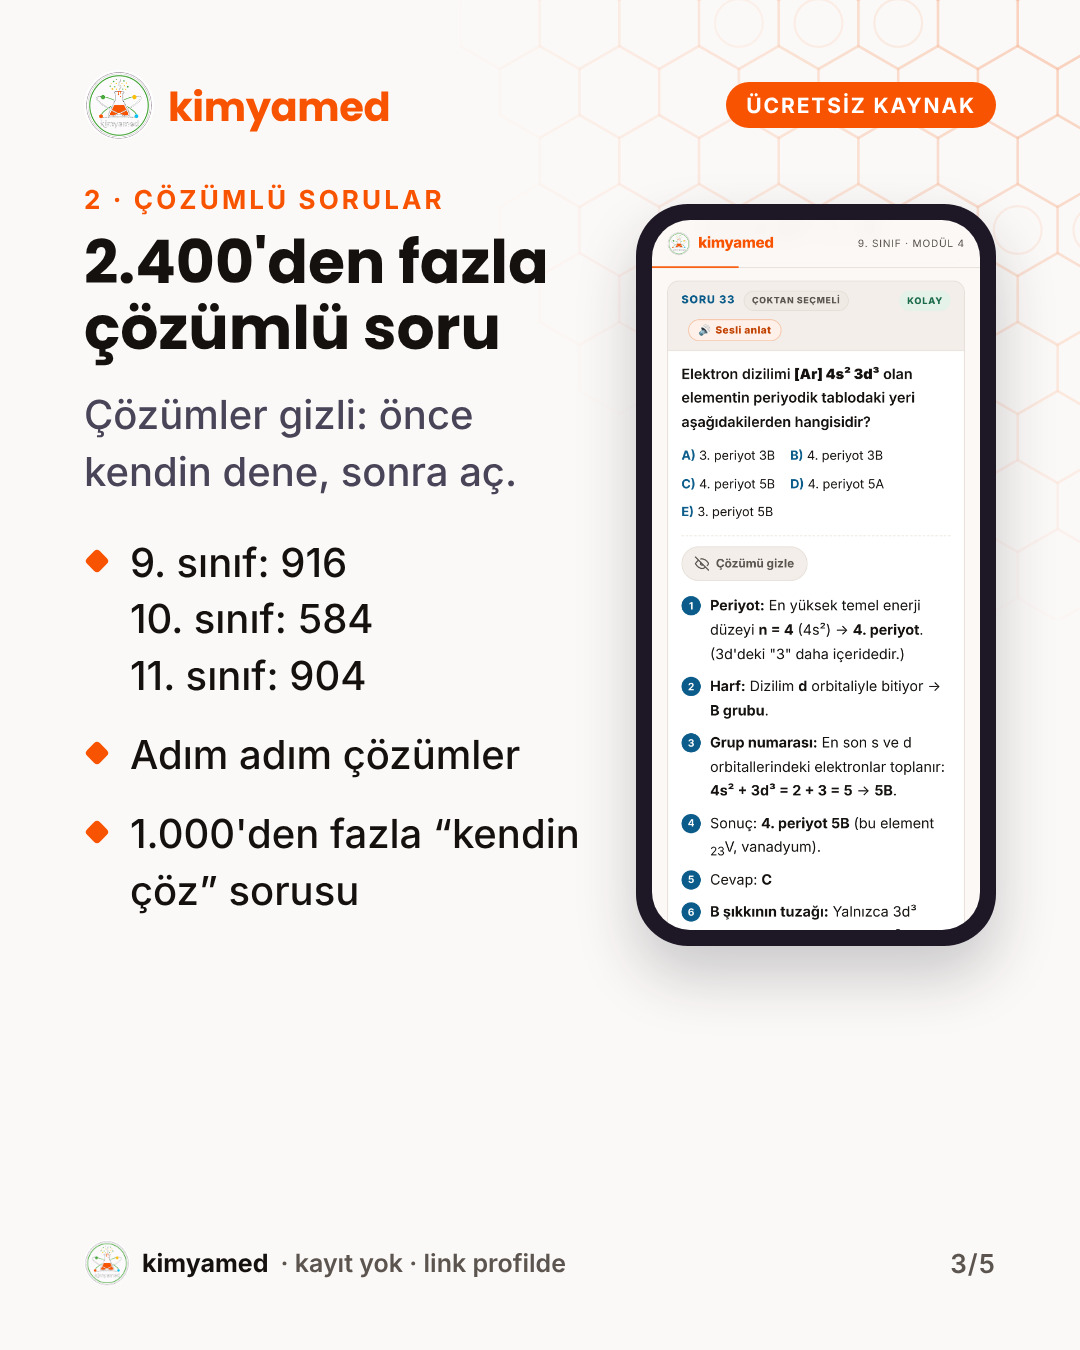 kimyamed
ÜCRETSİZ KAYNAK
2 · ÇÖZÜMLÜ SORULAR
2.400'den fazla
çözümlü soru
Çözümler gizli: önce
kendin dene, sonra aç.
9. sınıf: 916
10. sınıf: 584
11. sınıf: 904
Adım adım çözümler
1.000'den fazla “kendin
çöz” sorusu
kimyamed
9. SINIF · MODÜL 4
SORU 33 ÇOKTAN SEÇMELİ KOLAY
Sesli anlat
Elektron dizilimi [Ar] 4s² 3d³ olan
elementin periyodik tablodaki yeri
aşağıdakilerden hangisidir?
A) 3. periyot 3B B) 4. periyot 3B
C) 4. periyot 5B D) 4. periyot 5A
E) 3. periyot 5B
Çözümü gizle
1 Periyot: En yüksek temel enerji
düzeyi n = 4 (4s²) → 4. periyot.
(3d'deki "3" daha içeridedir.)
2 Harf: Dizilim d orbitaliyle bitiyor →
B grubu.
3 Grup numarası: En son s ve d
orbitallerindeki elektronlar toplanır:
4s² + 3d³ = 2 + 3 = 5 → 5B.
4 Sonuç: 4. periyot 5B (bu element
₂₃V, vanadyum).
5 Cevap: C
6 B şıkkının tuzağı: Yalnızca 3d³
kimyamed · kayıt yok · link profilde
3/5